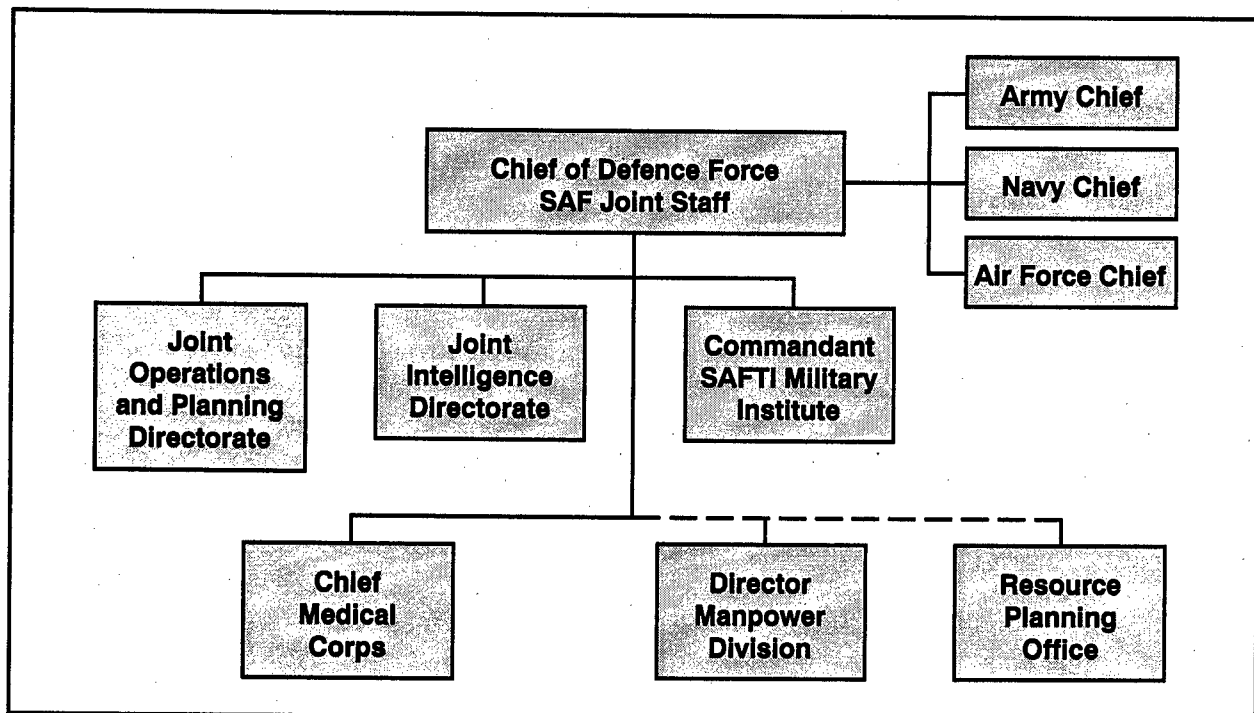 Army Chief
Chief of Defence Force
SAF Joint Staff
Navy Chief
Air Force Chief
Joint
Operations
and Planning
Directorate
Joint
Intelligence
Directorate
Commandant
SAFTI Military
Institute
Chief
Medical
Corps
Director
Manpower
Division
Resource
Planning
Office